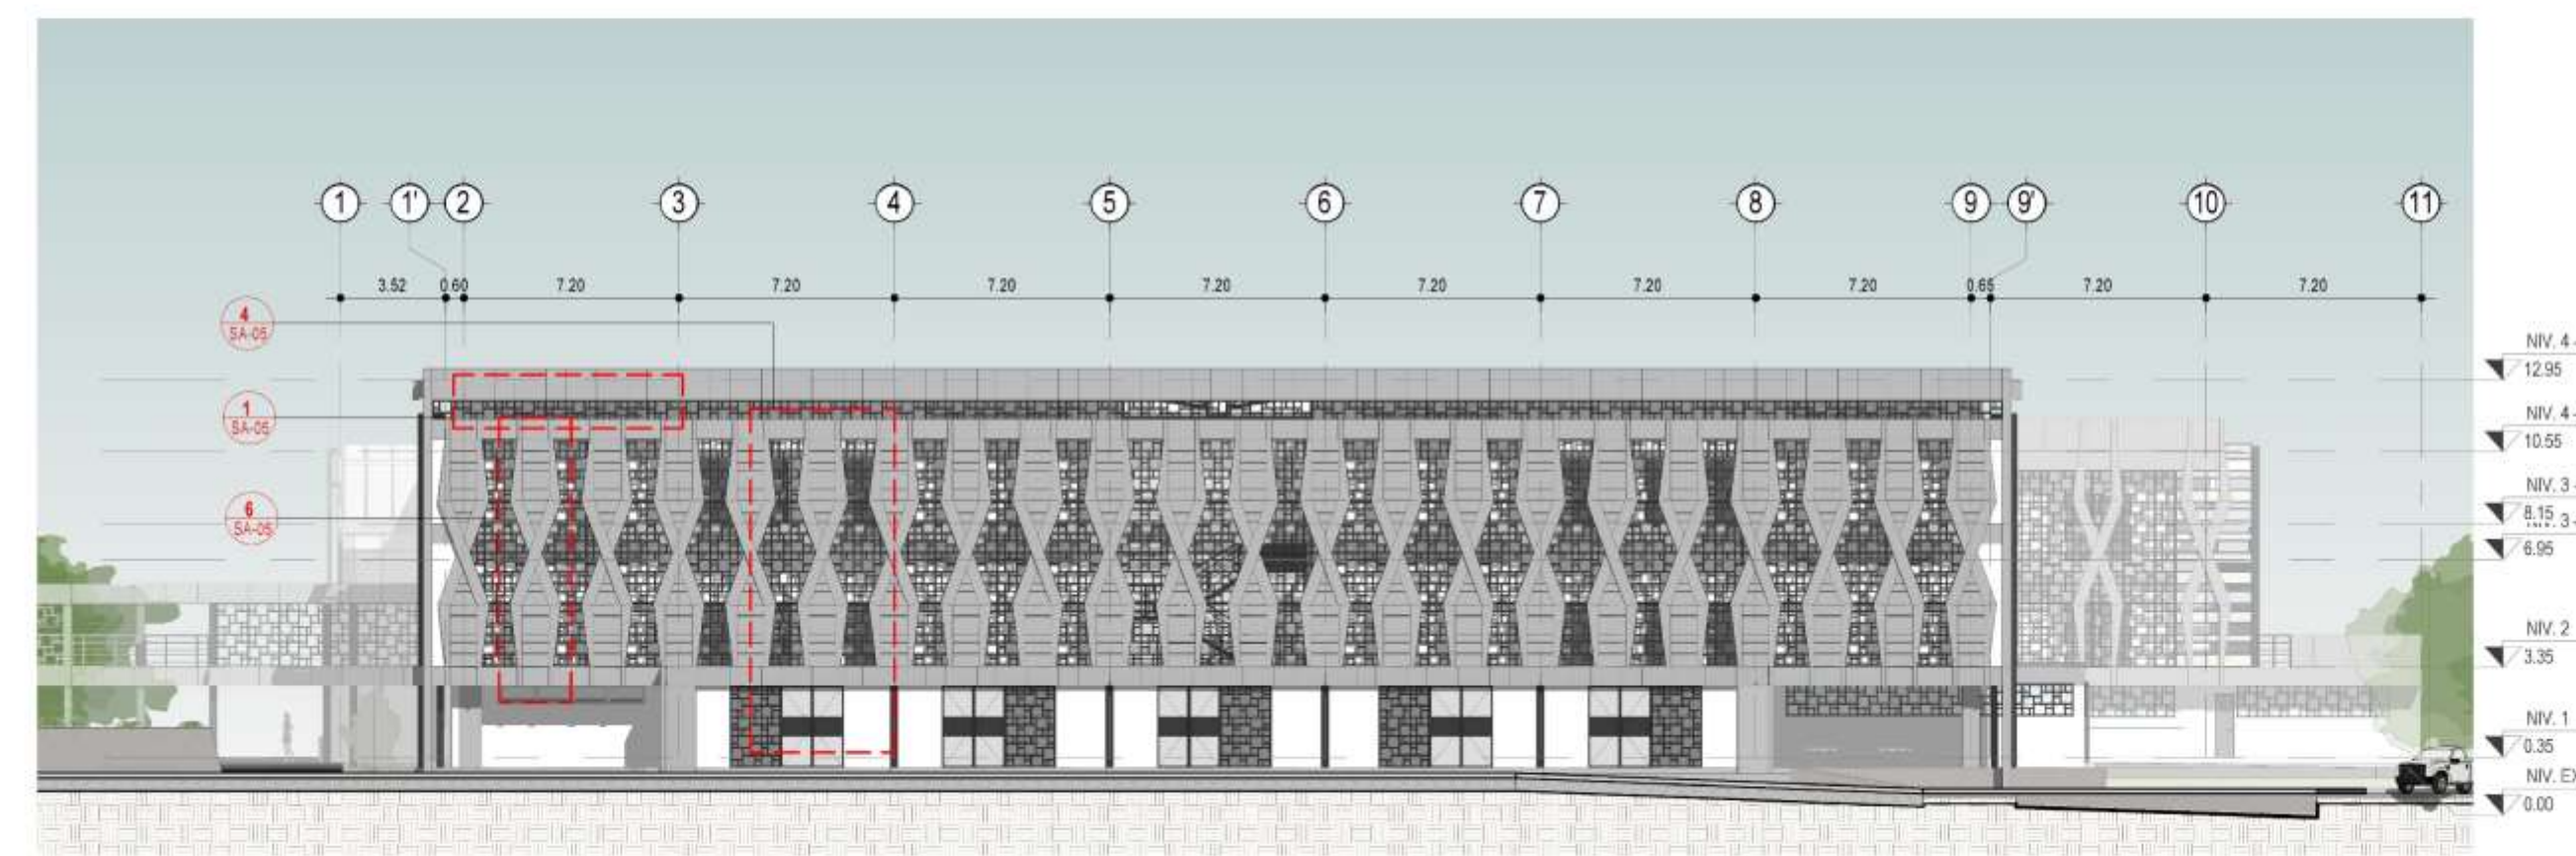 1 1' 2 3 4 5 6 7 8 9 9' 10 11
3.52 0.60 7.20 7.20 7.20 7.20 7.20 7.20 7.20 0.65 7.20 7.20
4
SA-05
1
SA-05
6
SA-05
NIV. 4 -
12.95
NIV. 4 -
10.55
NIV. 3 -
8.15
6.95
NIV. 2
3.35
NIV. 1
0.35
NIV. EX
0.00